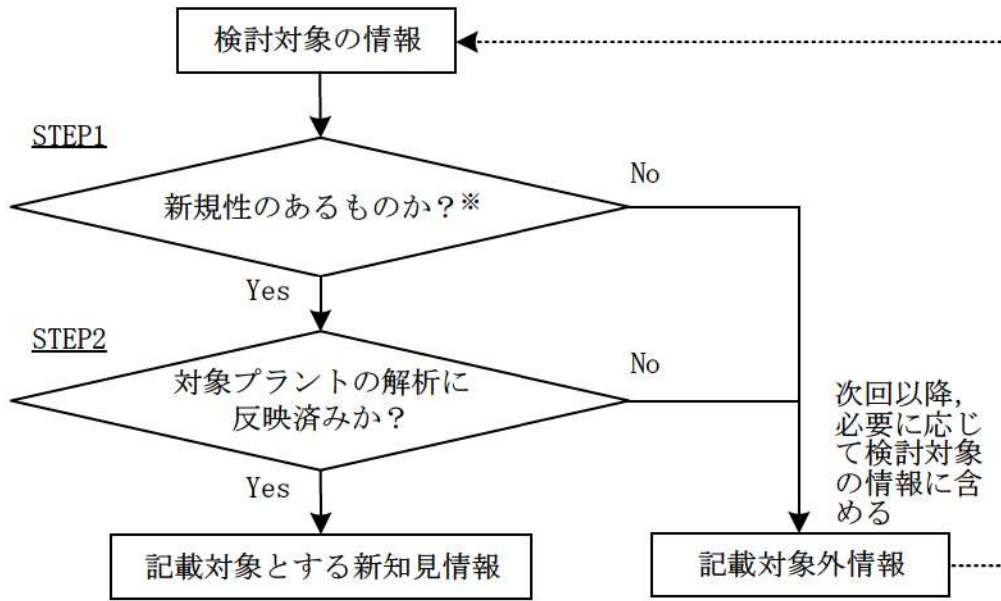 検討対象の情報
STEP1
新規性のあるものか？※
No
Yes
STEP2
対象プラントの解析に
反映済みか？
No
Yes
次回以降,
必要に応じ
て検討対象
の情報に含
める
記載対象とする新知見情報
記載対象外情報